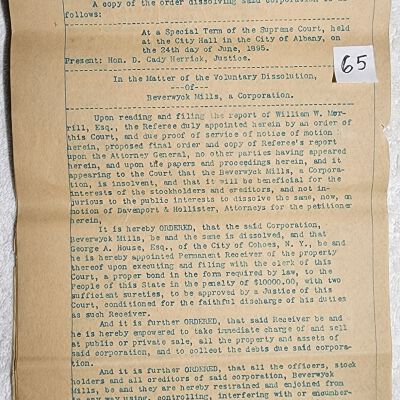 A copy of the order dissolving said corporation is as
follows:
At a Special Term of the Supreme Court, held
at the City Hall in the City of Albany, on
the 24th day of June, 1895.
Present: Hon. D. Cady Herrick, Justice.
65
In the Matter of the Voluntary Dissolution,
---of---
Beverwyck Mills, a Corporation.
Upon reading and filing the report of William W. Mor-
rill, Esq., the Referee duly appointed herein by an order of
this Court, and due proof of service of notice of motion
herein, proposed final order and copy of Referee's report
upon the Attorney General, no other parties having appeared
herein, and upon the papers and proceedings herein, and it
appearing to the Court that the Beverwyck Mills, a Corpora-
tion, is insolvent, and that it will be beneficial for the
interests of the stockholders and creditors, and not in-
jurious to the public interests to dissolve the same, now, on
motion of Davenport & Hollister, Attorneys for the petitioner
herein,
It is hereby ORDERED, that the said Corporation,
Beverwyck Mills, be and the same is dissolved, and that
George A. House, Esq., of the City of Cohoes, N. Y., be and
he is hereby appointed Permanent Receiver of the property
thereof upon executing and filing with the clerk of this
Court, a proper bond in the form required by law, to the
People of this State in the penalty of $10000.00, with two
sufficient sureties, to be approved by a Justice of this
Court, conditioned for the faithful discharge of his duties
as such Receiver.
And it is further ORDERED, that said Receiver be and
he is hereby empowered to take immediate charge of and sell
at public or private sale, all the property and assets of
said corporation, and to collect the debts due said corpora-
tion.
And it is further ORDERED, that all the officers, stock
holders and all creditors of said corporation, Beverwyck
Mills, be and they are hereby restrained and enjoined from
in any way using, controlling, interfering with or encumber-